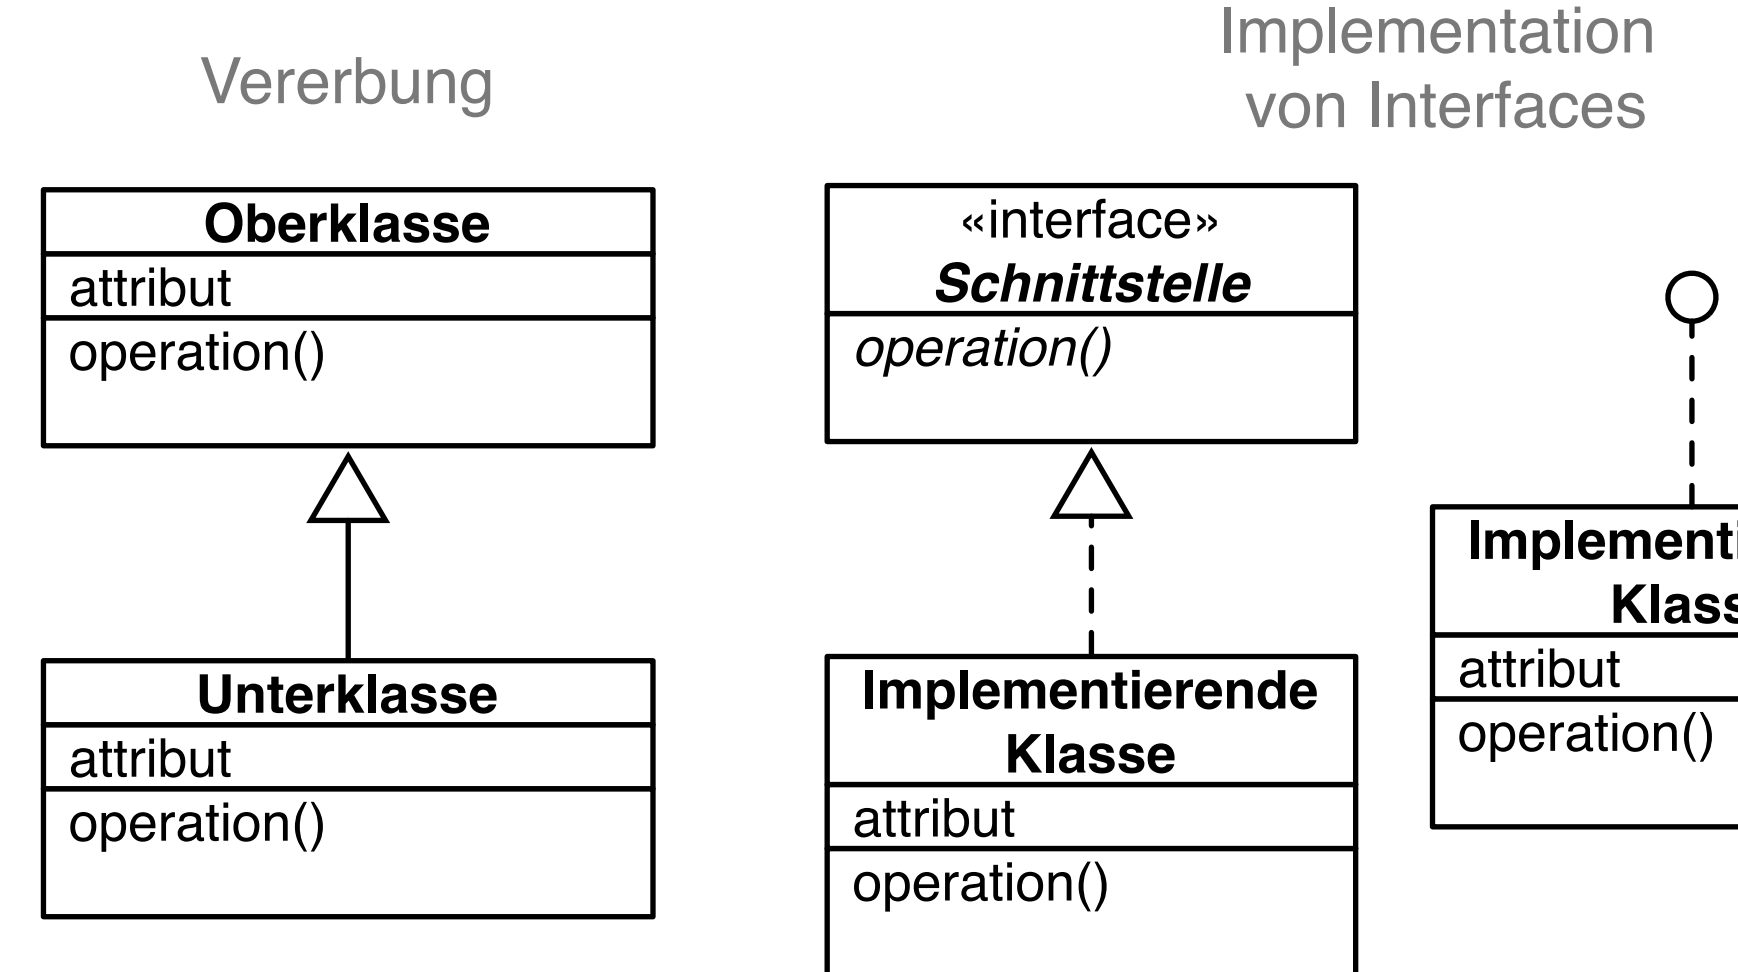 Vererbung
Implementation
von Interfaces
Oberklasse
attribut
operation()
Unterklasse
attribut
operation()
«interface»
Schnittstelle
operation()
Implementierende
Klasse
attribut
operation()
attribut
operation()